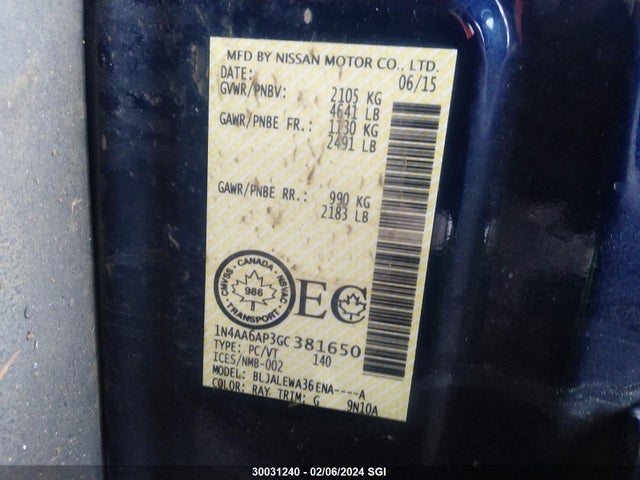 MFD BY NISSAN MOTOR CO., LTD.
DATE: 06/15
GVWR/PNBV: 2105 KG
4641 LB
GAWR/PNBE FR.: 1130 KG
2491 LB
GAWR/PNBE RR.: 990 KG
2183 LB
CMVSS · CANADA · NSVAC
986
TRANSPORT
EC
1N4AA6AP3GC381650
TYPE: PC/VT 140
ICES/NMB-002
MODEL: BLJALEWA36ENA----A
COLOR: RAY TRIM: G 9N10A
30031240 - 02/06/2024 SGI